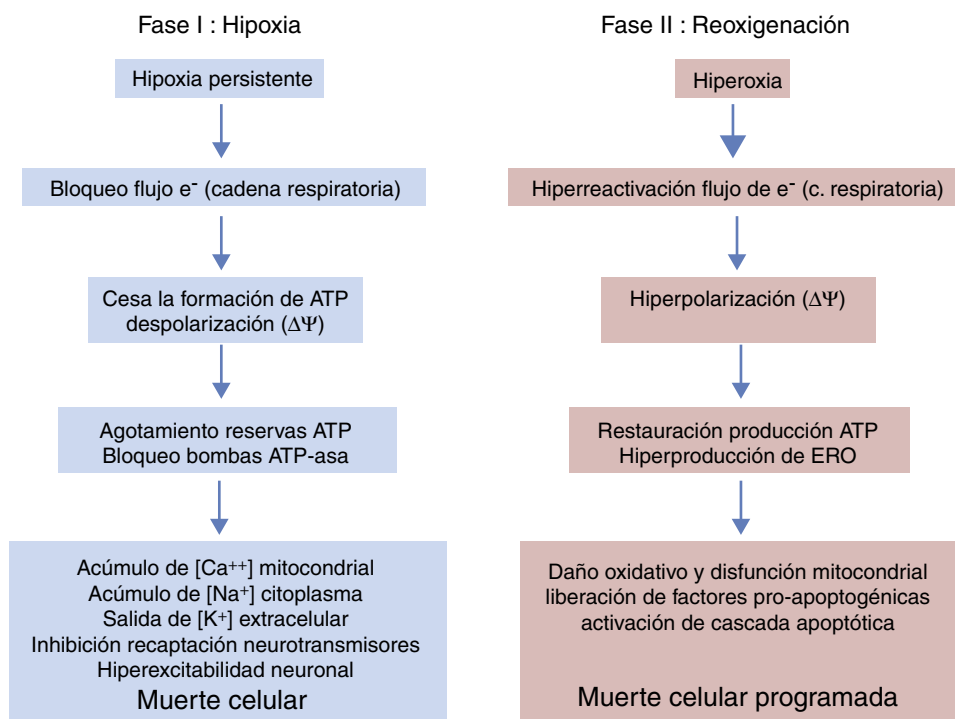 Fase I : Hipoxia
Hipoxia persistente
Bloqueo flujo e⁻ (cadena respiratoria)
Cesa la formación de ATP
despolarización (ΔΨ)
Agotamiento reservas ATP
Bloqueo bombas ATP-asa
Acúmulo de [Ca⁺⁺] mitocondrial
Acúmulo de [Na⁺] citoplasma
Salida de [K⁺] extracelular
Inhibición recaptación neurotransmisores
Hiperexcitabilidad neuronal
Muerte celular
Fase II : Reoxigenación
Hiperoxia
Hiperreactivación flujo de e⁻ (c. respiratoria)
Hiperpolarización (ΔΨ)
Restauración producción ATP
Hiperproducción de ERO
Daño oxidativo y disfunción mitocondrial
liberación de factores pro-apoptogénicas
activación de cascada apoptótica
Muerte celular programada